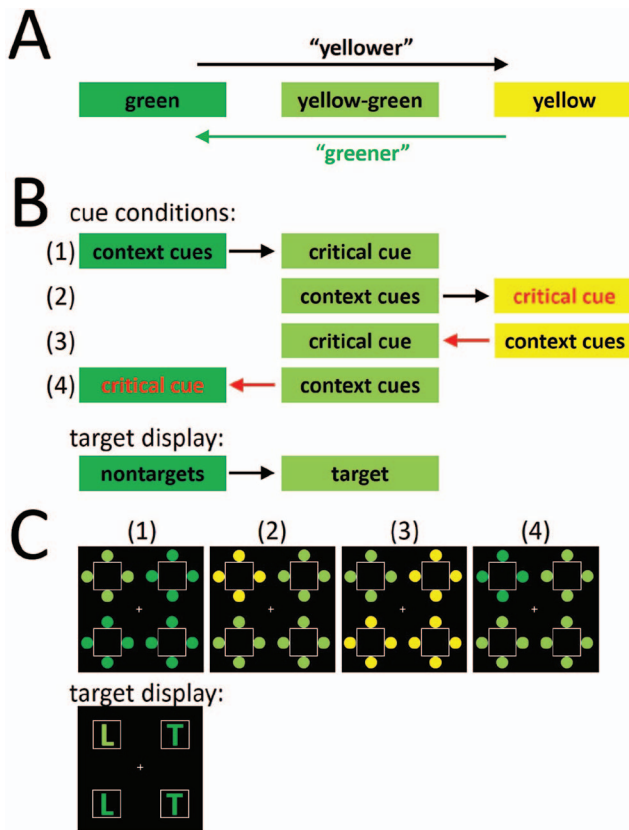 A
“yellower”
green yellow-green yellow
“greener”
B
cue conditions:
(1) context cues critical cue
(2) context cues critical cue
(3) critical cue context cues
(4) critical cue context cues
target display:
nontargets target
C
(1) (2) (3) (4)
target display:
L T
L T